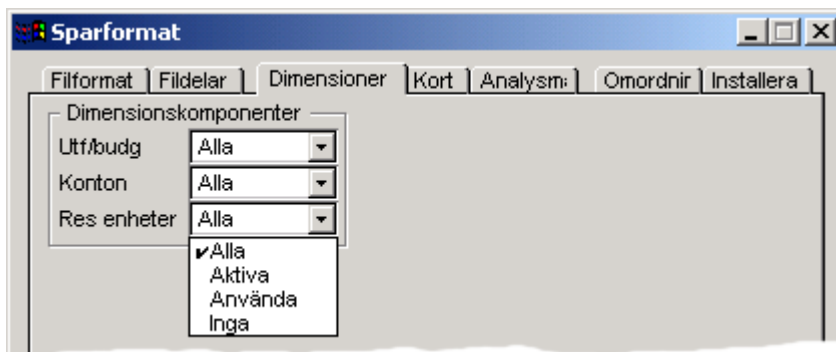 Sparformat
Filformat Fildelar Dimensioner Kort Analysm: Omordnir Installera
Dimensionskomponenter
Utf/budg Alla
Konton Alla
Res enheter Alla
Alla
Aktiva
Använda
Inga